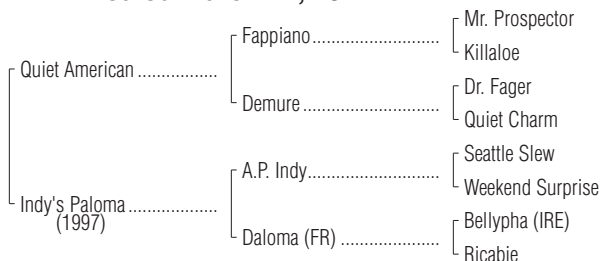 Mr. Prospector
Fappiano
Killaloe
Quiet American
Dr. Fager
Demure
Quiet Charm
Seattle Slew
A.P. Indy
Weekend Surprise
Indy's Paloma
(1997)
Bellypha (IRE)
Daloma (FR)
Ricabie